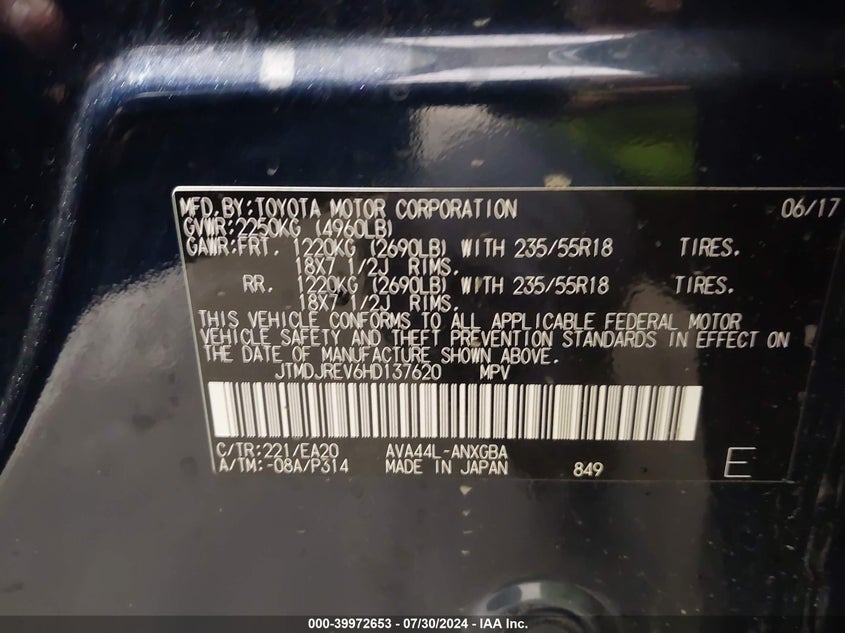 MFD.BY:TOYOTA MOTOR CORPORATION 06/17
GVWR:2250KG (4960LB)
GAWR:FRT. 1220KG (2690LB) WITH 235/55R18 TIRES.
18X7 1/2J RIMS.
RR. 1220KG (2690LB) WITH 235/55R18 TIRES.
18X7 1/2J RIMS.
THIS VEHICLE CONFORMS TO ALL APPLICABLE FEDERAL MOTOR
VEHICLE SAFETY AND THEFT PREVENTION STANDARDS IN EFFECT ON
THE DATE OF MANUFACTURE SHOWN ABOVE.
JTMDJREV6HD137620 MPV
C/TR:221/EA20 AVA44L-ANXGBA
A/TM:-08A/P314 MADE IN JAPAN 849 E
000-39972653 / 07/30/2024 - IAA Inc.